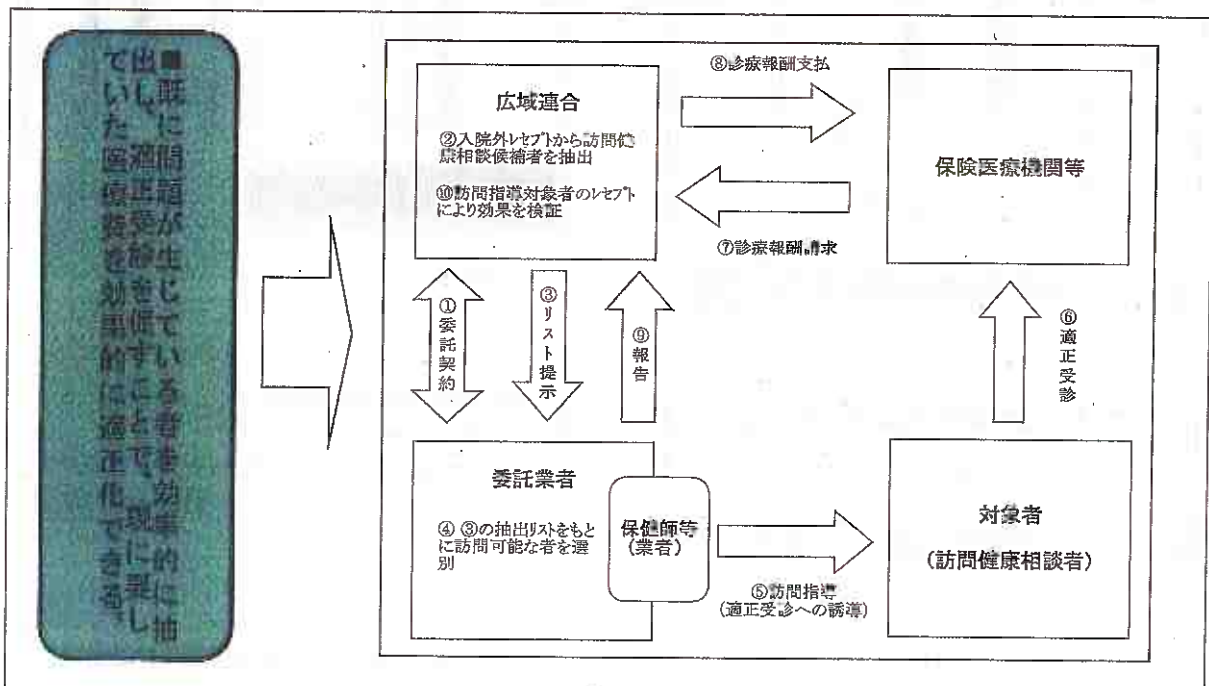 ■既に問題が生じている者を効率的に抽
出し、適正受診を促すことで、現に要し
ていた医療費を効果的に適正化できる。
広域連合
②入院外レセプトから訪問健
康相談候補者を抽出
⑩訪問指導対象者のレセプト
により効果を検証
⑧診療報酬支払
⑦診療報酬請求
保険医療機関等
①委託契約
③リスト提示
⑨報告
⑥適正受診
委託業者
④ ③の抽出リストをもと
に訪問可能な者を選
別
保健師等
(業者)
⑤訪問指導
(適正受診への誘導)
対象者
(訪問健康相談者)